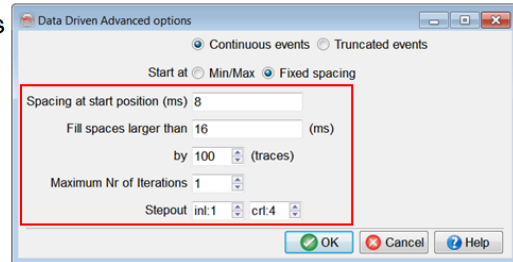 s
Data Driven Advanced options
Continuous events Truncated events
Start at Min/Max Fixed spacing
Spacing at start position (ms) 8
Fill spaces larger than 16 (ms)
by 100 (traces)
Maximum Nr of Iterations 1
Stepout inl:1 crl:4
OK Cancel Help